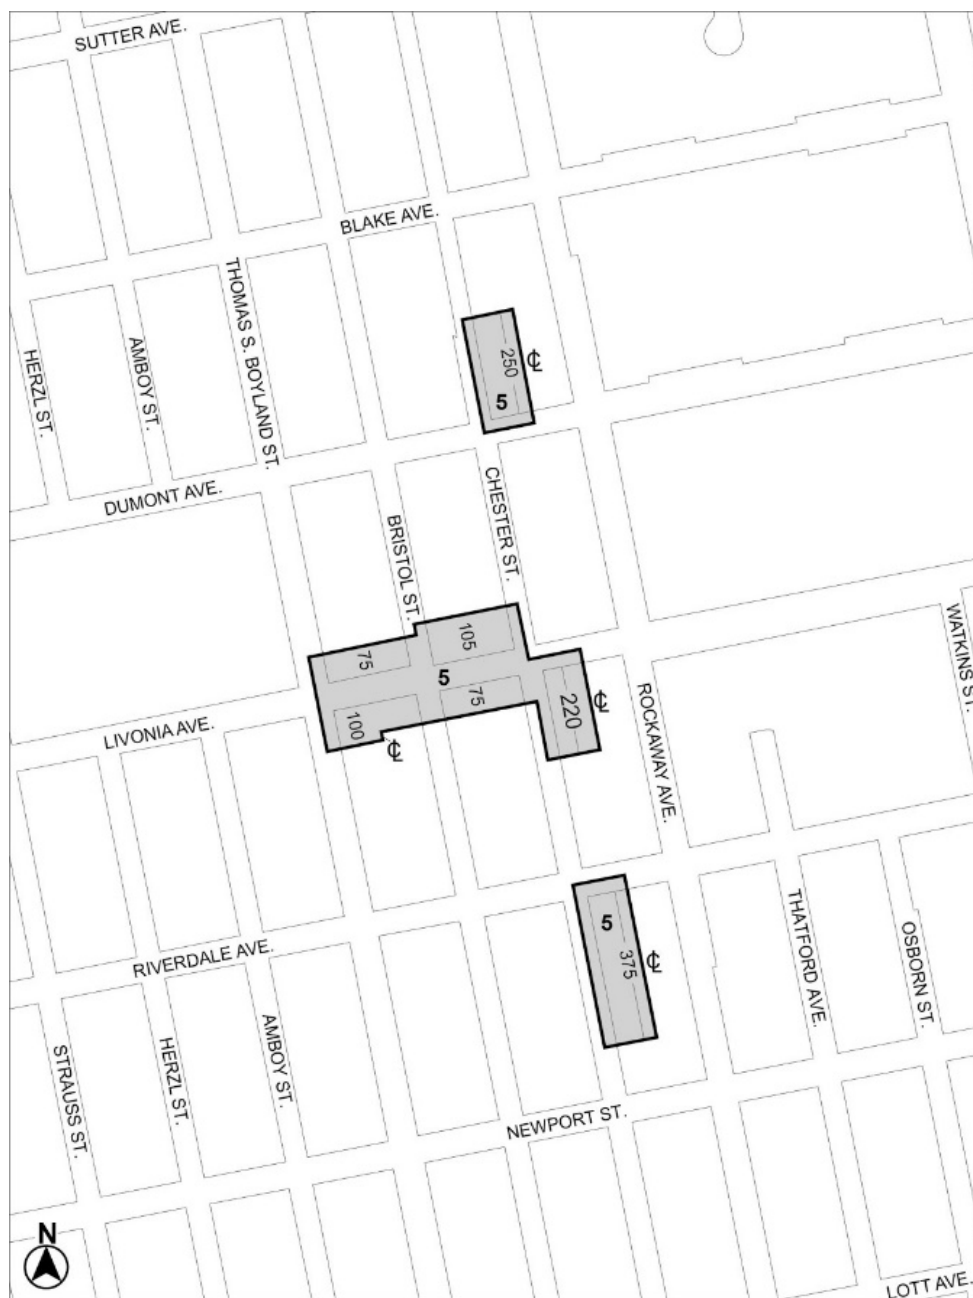 SUTTER AVE.
BLAKE AVE.
THOMAS S. BOYLAND ST.
HERZL ST.
AMBOY ST.
250
℄
5
DUMONT AVE.
CHESTER ST.
BRISTOL ST.
WATKINS ST.
105
75
5
75
220
℄
100
℄
LIVONIA AVE.
ROCKAWAY AVE.
5
375
℄
THATFORD AVE.
OSBORN ST.
RIVERDALE AVE.
AMBOY ST.
HERZL ST.
STRAUSS ST.
NEWPORT ST.
N
LOTT AVE.